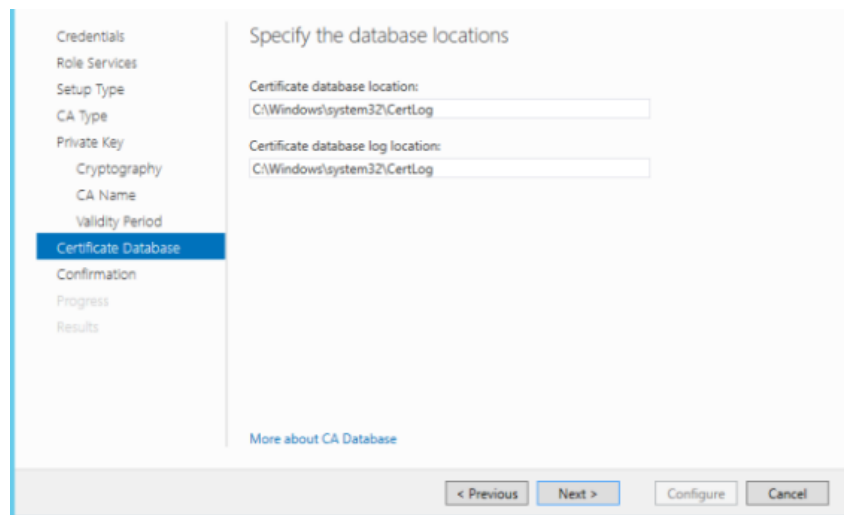 Credentials
Role Services
Setup Type
CA Type
Private Key
Cryptography
CA Name
Validity Period
Certificate Database
Confirmation
Progress
Results
Specify the database locations
Certificate database location:
C:\Windows\system32\CertLog
Certificate database log location:
C:\Windows\system32\CertLog
More about CA Database
< Previous
Next >
Configure
Cancel